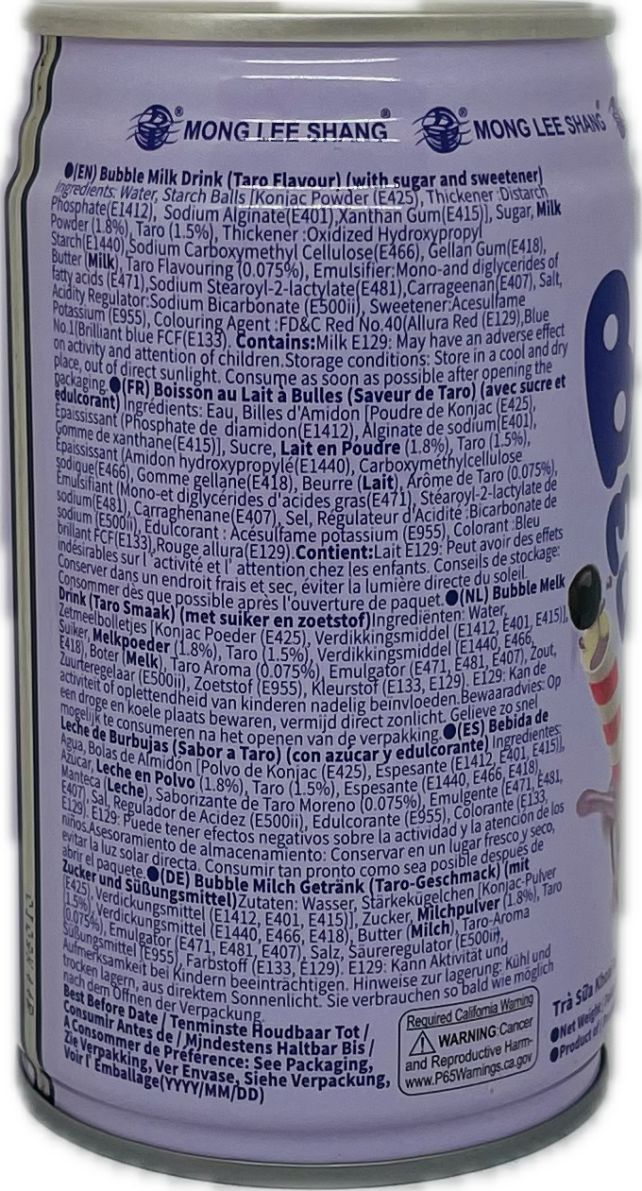 MONG LEE SHANG® MONG LEE SHANG
●(EN) Bubble Milk Drink (Taro Flavour) (with sugar and sweetener)
Ingredients: Water, Starch Balls [Konjac Powder (E425), Thickener :Distarch
Phosphate(E1412), Sodium Alginate(E401),Xanthan Gum(E415)], Sugar, Milk
Powder (1.8%), Taro (1.5%), Thickener :Oxidized Hydroxypropyl
Starch(E1440),Sodium Carboxymethyl Cellulose(E466), Gellan Gum(E418),
Butter (Milk), Taro Flavouring (0.075%), Emulsifier:Mono-and diglycerides of
fatty acids (E471),Sodium Stearoyl-2-lactylate(E481),Carrageenan(E407), Salt,
Acidity Regulator:Sodium Bicarbonate (E500ii), Sweetener:Acesulfame
Potassium (E955), Colouring Agent :FD&C Red No.40(Allura Red (E129),Blue
No.1(Brilliant blue FCF(E133). Contains:Milk E129: May have an adverse effect
on activity and attention of children.Storage conditions: Store in a cool and dry
place, out of direct sunlight. Consume as soon as possible after opening the
packaging.●(FR) Boisson au Lait à Bulles (Saveur de Taro) (avec sucre et
edulcorant) Ingrédients: Eau, Billes d'Amidon [Poudre de Konjac (E425),
Épaississant (Phosphate de diamidon(E1412), Alginate de sodium(E401),
Gomme de xanthane(E415)], Sucre, Lait en Poudre (1.8%), Taro (1.5%),
Épaississant (Amidon hydroxypropylé(E1440), Carboxyméthylcellulose
sodique(E466), Gomme gellane(E418), Beurre (Lait), Arôme de Taro (0.075%),
Émulsifiant (Mono-et diglycérides d'acides gras(E471), Stéaroyl-2-lactylate de
sodium(E481), Carraghénane(E407), Sel, Régulateur d'Acidité :Bicarbonate de
sodium (E500ii), Edulcorant : Acésulfame potassium (E955), Colorant :Bleu
brillant FCF(E133),Rouge allura(E129).Contient:Lait E129: Peut avoir des effets
indésirables sur l'activité et l' attention chez les enfants. Conseils de stockage:
Conserver dans un endroit frais et sec, éviter la lumière directe du soleil.
Consommer dès que possible après l'ouverture de paquet.●(NL) Bubble Melk
Drink (Taro Smaak) (met suiker en zoetstof)Ingrediënten: Water,
Zetmeelbolletjes [Konjac Poeder (E425), Verdikkingsmiddel (E1412, E401, E415)],
Suiker, Melkpoeder (1.8%), Taro (1.5%), Verdikkingsmiddel (E1440, E466,
E418), Boter (Melk), Taro Aroma (0.075%), Emulgator (E471, E481, E407), Zout,
Zuurteregelaar (E500ii), Zoetstof (E955), Kleurstof (E133, E129). E129: Kan de
activiteit of oplettendheid van kinderen nadelig beïnvloeden.Bewaaradvies: Op
een droge en koele plaats bewaren, vermijd direct zonlicht. Gelieve zo snel
mogelijk te consumeren na het openen van de verpakking.●(ES) Bebida de
Leche de Burbujas (Sabor a Taro) (con azúcar y edulcorante) Ingredientes:
Agua, Bolas de Almidón [Polvo de Konjac (E425), Espesante (E1412, E401, E415)],
Azúcar, Leche en Polvo (1.8%), Taro (1.5%), Espesante (E1440, E466, E418),
Manteca (Leche), Saborizante de Taro Moreno (0.075%), Emulgente (E471, E481,
E407), Sal, Regulador de Acidez (E500ii), Edulcorante (E955), Colorante (E133,
E129). E129: Puede tener efectos negativos sobre la actividad y la atención de los
niños.Asesoramiento de almacenamiento: Conservar en un lugar fresco y seco,
evitar la luz solar directa. Consumir tan pronto como sea posible después de
abrir el paquete.●(DE) Bubble Milch Getränk (Taro-Geschmack) (mit
Zucker und Süßungsmittel)Zutaten: Wasser, Stärkekügelchen [Konjac-Pulver
(E425), Verdickungsmittel (E1412, E401, E415)], Zucker, Milchpulver (1.8%), Taro
(1.5%), Verdickungsmittel (E1440, E466, E418), Butter (Milch), Taro-Aroma
(0.075%), Emulgator (E471, E481, E407), Salz, Säureregulator (E500ii),
Süßungsmittel (E955), Farbstoff (E133, E129). E129: Kann Aktivität und
Aufmerksamkeit bei Kindern beeinträchtigen. Hinweise zur lagerung: Kühl und
trocken lagern, aus direktem Sonnenlicht. Sie verbrauchen so bald wie möglich
nach dem Öffnen der Verpackung.
Best Before Date / Tenminste Houdbaar Tot /
Consumir Antes de / Mindestens Haltbar Bis /
A Consommer de Préférence: See Packaging,
Zie Verpakking, Ver Envase, Siehe Verpackung,
Voir l' Emballage(YYYY/MM/DD)
Required California Warning
WARNING:Cancer
and Reproductive Harm-
www.P65Warnings.ca.gov
Trà Sữa
●Net Weight
●Product of